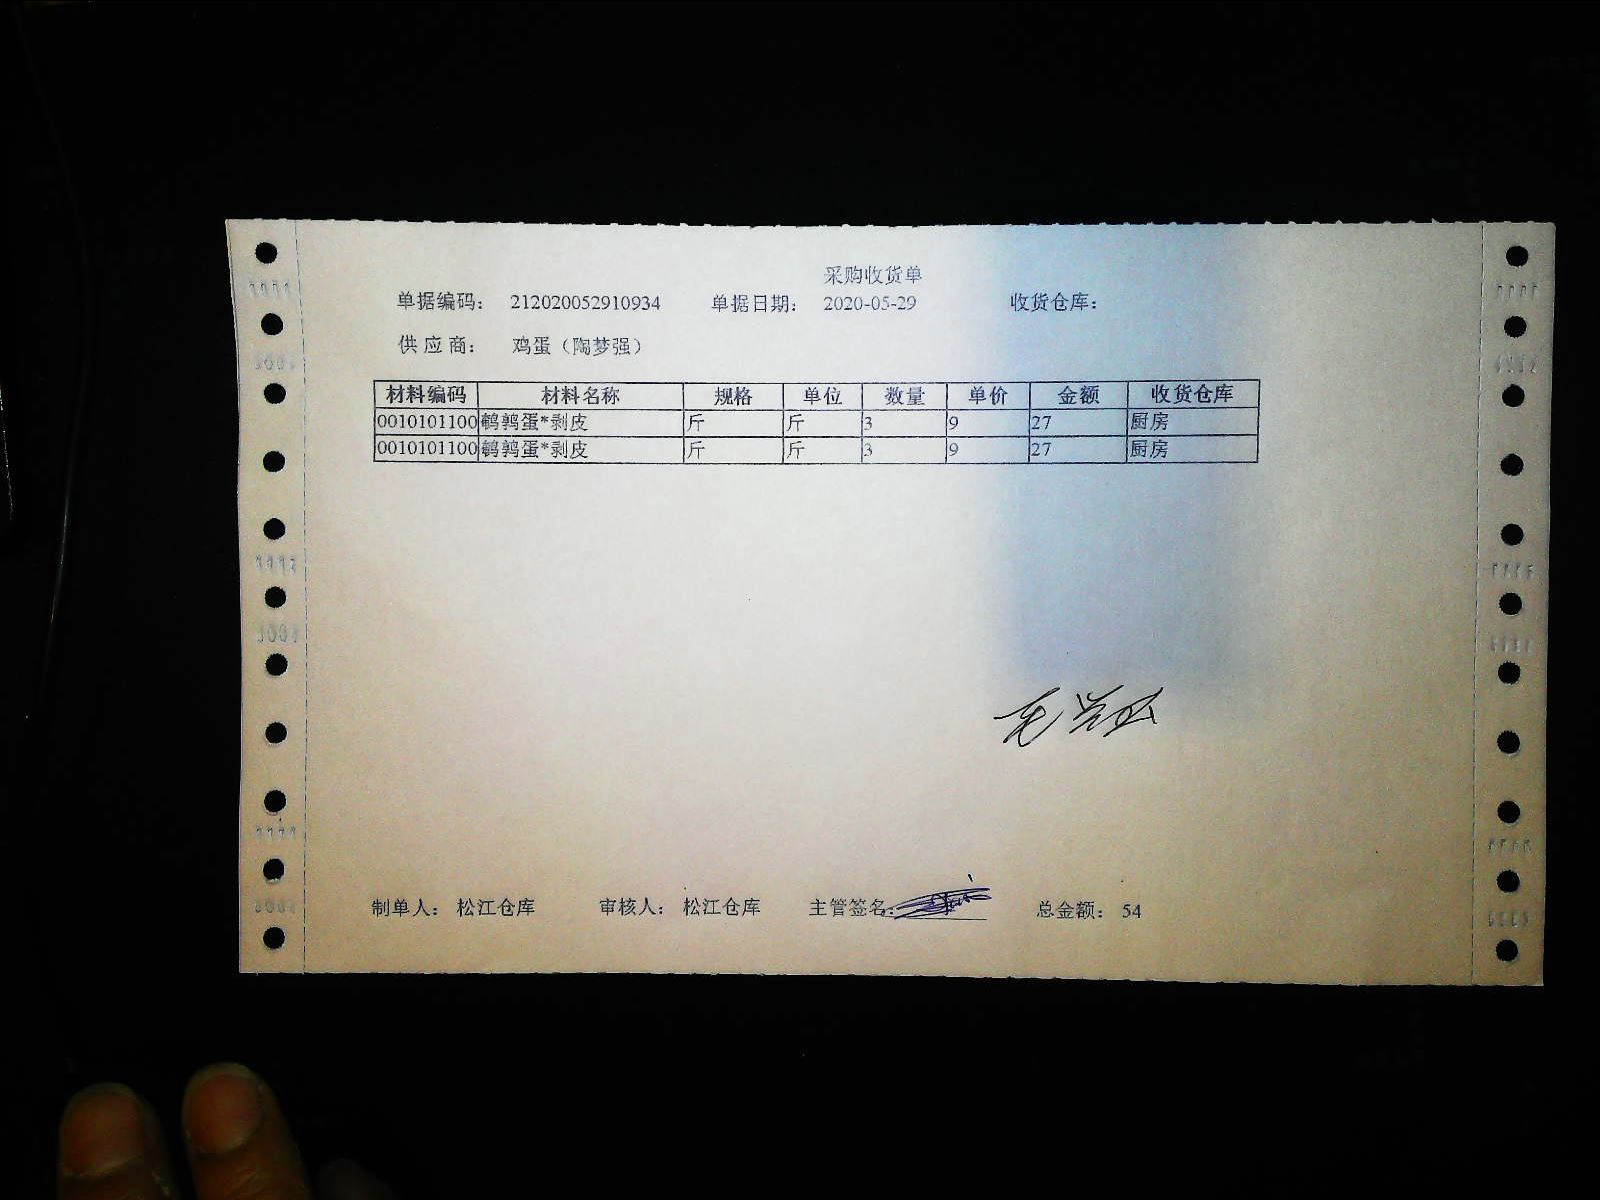 采购收货单
单据编码： 212020052910934 单据日期： 2020-05-29 收货仓库：
供应商： 鸡蛋（陶梦强）
材料编码 材料名称 规格 单位 数量 单价 金额 收货仓库
0010101100 鹌鹑蛋*剥皮 斤 斤 3 9 27 厨房
0010101100 鹌鹑蛋*剥皮 斤 斤 3 9 27 厨房
制单人： 松江仓库 审核人： 松江仓库 主管签名： 总金额： 54